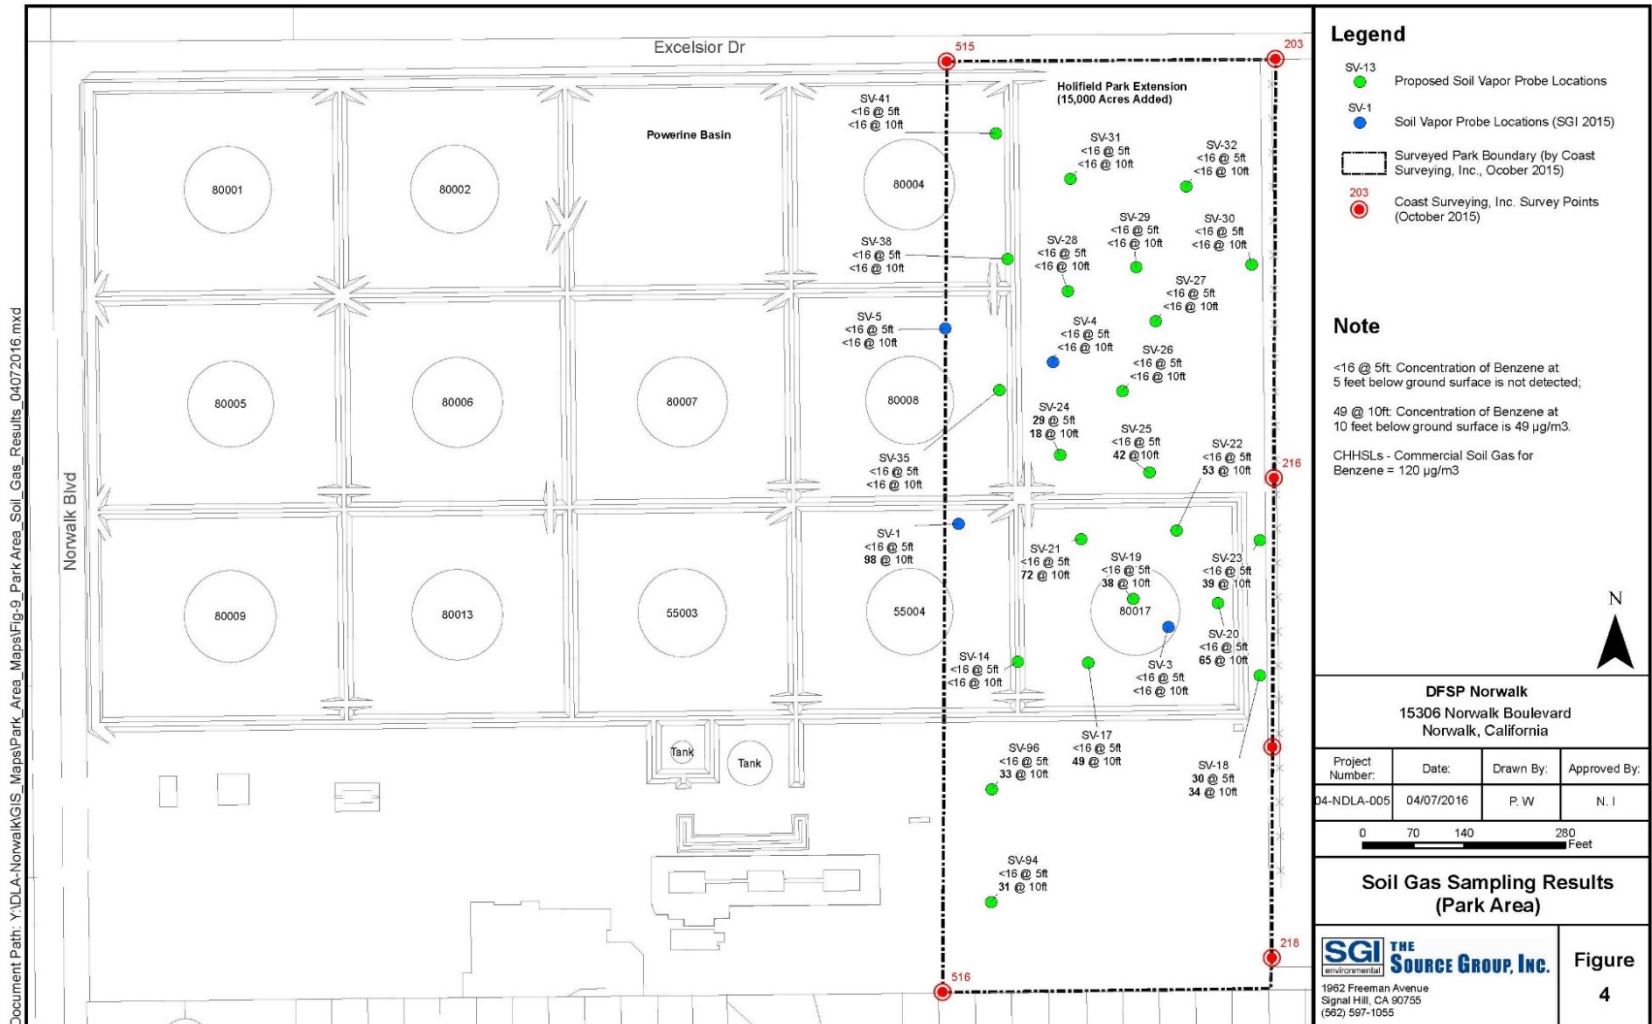 Excelsior Dr
515
203
Holifield Park Extension
(15,000 Acres Added)
Powerine Basin
SV-41
<16 @ 5ft
<16 @ 10ft
SV-31
<16 @ 5ft
<16 @ 10ft
SV-32
<16 @ 5ft
<16 @ 10ft
80001
80002
80004
SV-38
<16 @ 5ft
<16 @ 10ft
SV-28
<16 @ 5ft
<16 @ 10ft
SV-29
<16 @ 5ft
<16 @ 10ft
SV-30
<16 @ 5ft
<16 @ 10ft
SV-27
<16 @ 5ft
<16 @ 10ft
SV-5
<16 @ 5ft
<16 @ 10ft
SV-4
<16 @ 5ft
<16 @ 10ft
SV-26
<16 @ 5ft
<16 @ 10ft
80005
80006
80007
80008
SV-24
29 @ 5ft
18 @ 10ft
SV-25
<16 @ 5ft
42 @ 10ft
SV-22
<16 @ 5ft
53 @ 10ft
SV-35
<16 @ 5ft
<16 @ 10ft
216
Norwalk Blvd
SV-1
<16 @ 5ft
98 @ 10ft
SV-21
<16 @ 5ft
72 @ 10ft
SV-19
<16 @ 5ft
38 @ 10ft
SV-23
<16 @ 5ft
39 @ 10ft
80009
80013
55003
55004
80017
SV-20
<16 @ 5ft
65 @ 10ft
SV-14
<16 @ 5ft
<16 @ 10ft
SV-3
<16 @ 5ft
<16 @ 10ft
SV-17
<16 @ 5ft
49 @ 10ft
SV-18
30 @ 5ft
34 @ 10ft
Tank
Tank
SV-96
<16 @ 5ft
33 @ 10ft
SV-94
<16 @ 5ft
31 @ 10ft
218
516
Document Path: Y:\DLA-Norwalk\GIS_Maps\Park_Area_Maps\Fig-9_Park Area_Soil_Gas_Results_04072016.mxd
Legend
SV-13
Proposed Soil Vapor Probe Locations
SV-1
Soil Vapor Probe Locations (SGI 2015)
Surveyed Park Boundary (by Coast
Surveying, Inc., Ocober 2015)
203
Coast Surveying, Inc. Survey Points
(October 2015)
Note
<16 @ 5ft: Concentration of Benzene at
5 feet below ground surface is not detected;
49 @ 10ft: Concentration of Benzene at
10 feet below ground surface is 49 µg/m3.
CHHSLs - Commercial Soil Gas for
Benzene = 120 µg/m3
N
DFSP Norwalk
15306 Norwalk Boulevard
Norwalk, California
Project
Number:
Date:
Drawn By:
Approved By:
04-NDLA-005
04/07/2016
P. W
N. I
0 70 140 280
Feet
Soil Gas Sampling Results
(Park Area)
SGI
environmental
THE
SOURCE GROUP, INC.
1962 Freeman Avenue
Signal Hill, CA 90755
(562) 597-1055
Figure
4